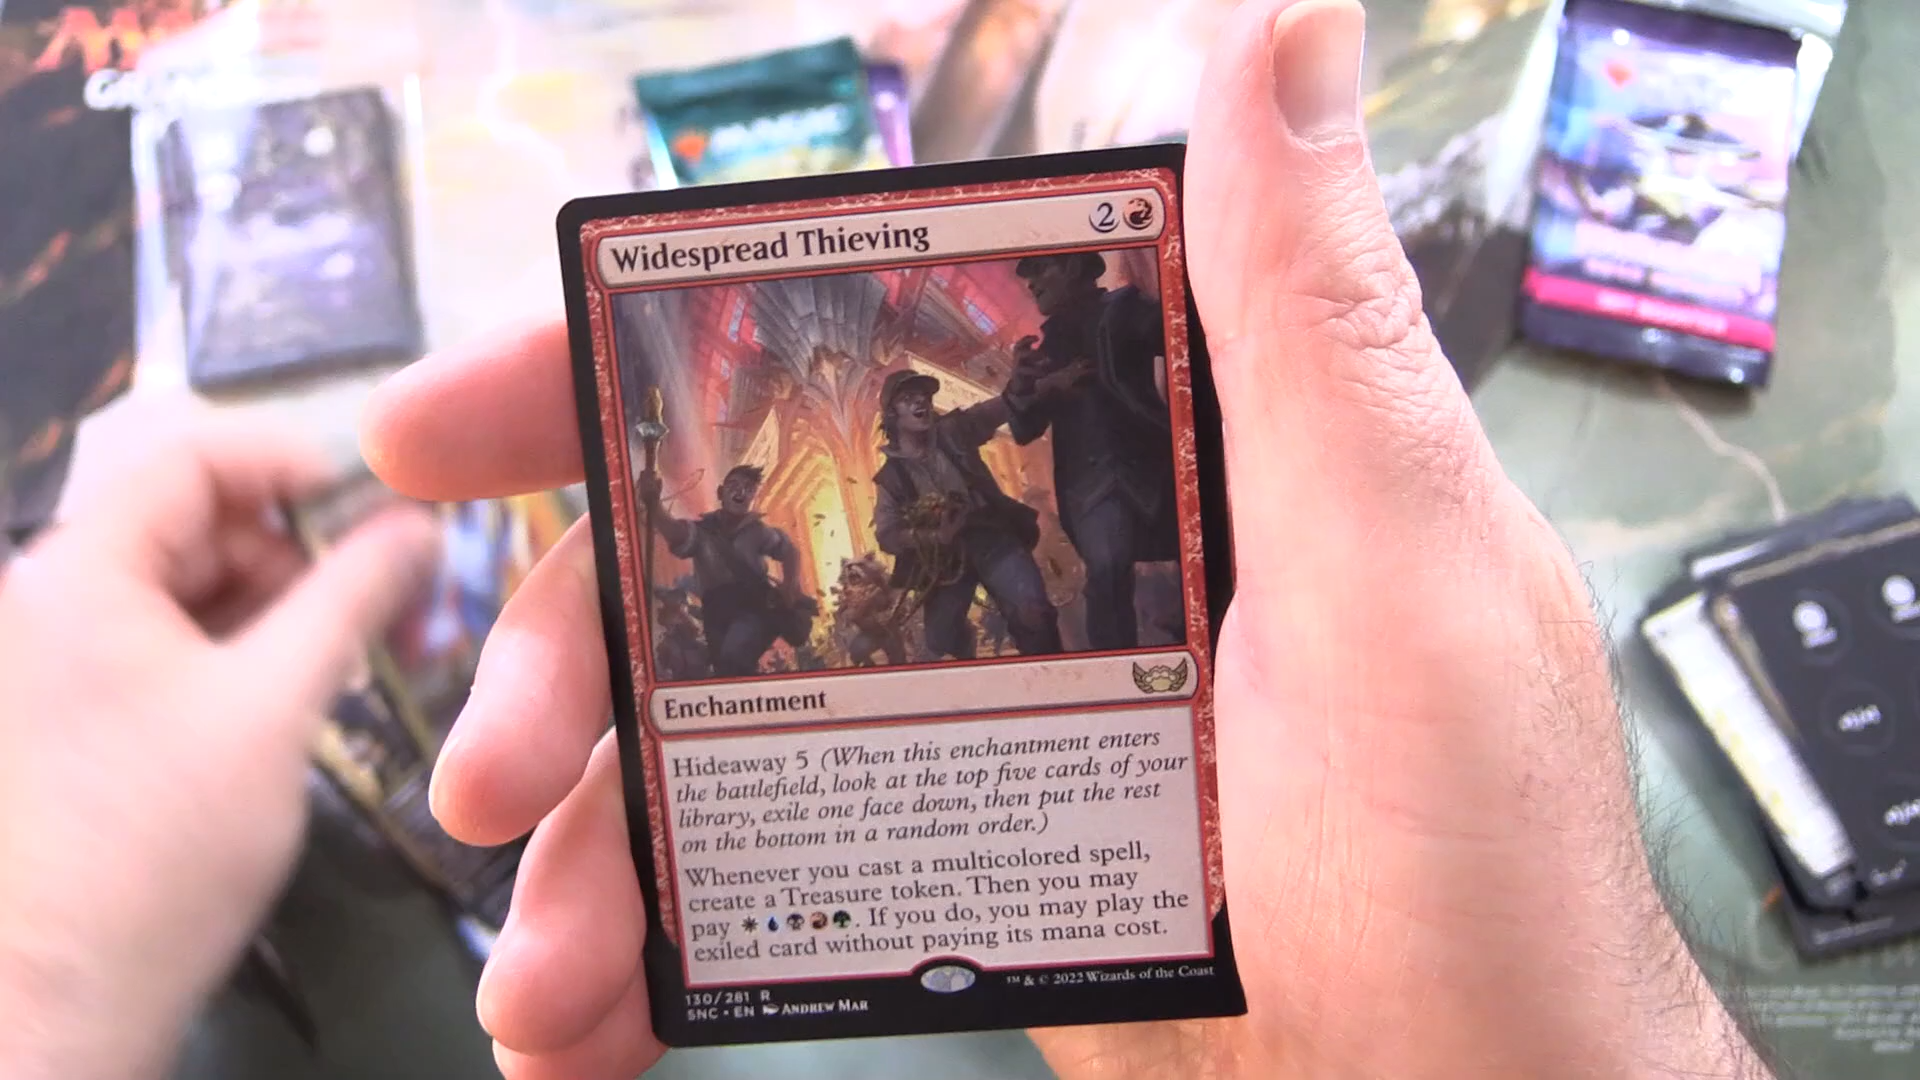 Widespread Thieving 2
Enchantment
Hideaway 5 (When this enchantment enters
the battlefield, look at the top five cards of your
library, exile one face down, then put the rest
on the bottom in a random order.)
Whenever you cast a multicolored spell,
create a Treasure token. Then you may
pay . If you do, you may play the
exiled card without paying its mana cost.
130/281 R
SNC • EN Andrew Mar
™ & © 2022 Wizards of the Coast